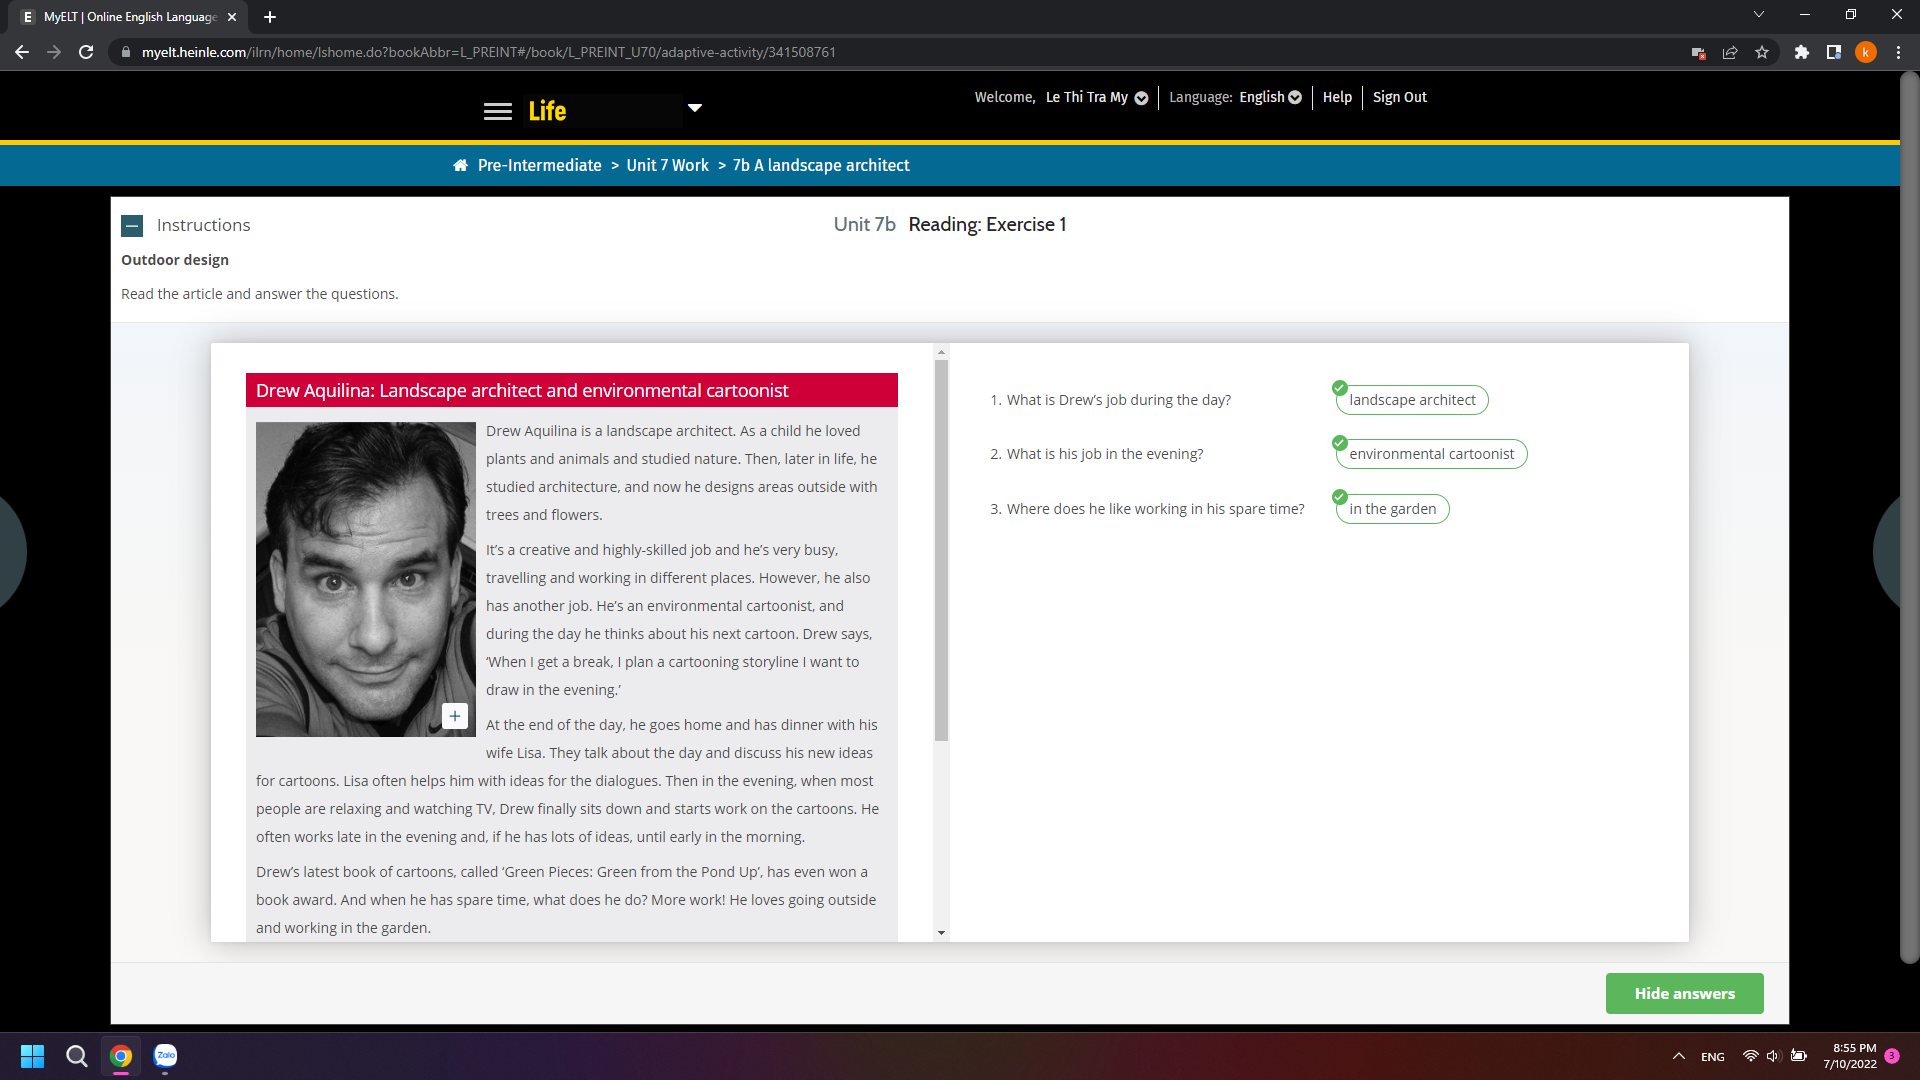 E MyELT | Online English Language
myelt.heinle.com/ilrn/home/lshome.do?bookAbbr=L_PREINT#/book/L_PREINT_U70/adaptive-activity/341508761
k
Life
Welcome, Le Thi Tra My
Language: English
Help
Sign Out
Pre-Intermediate > Unit 7 Work > 7b A landscape architect
Instructions
Unit 7b Reading: Exercise 1
Outdoor design
Read the article and answer the questions.
Drew Aquilina: Landscape architect and environmental cartoonist
Drew Aquilina is a landscape architect. As a child he loved
plants and animals and studied nature. Then, later in life, he
studied architecture, and now he designs areas outside with
trees and flowers.
It’s a creative and highly-skilled job and he’s very busy,
travelling and working in different places. However, he also
has another job. He’s an environmental cartoonist, and
during the day he thinks about his next cartoon. Drew says,
‘When I get a break, I plan a cartooning storyline I want to
draw in the evening.’
At the end of the day, he goes home and has dinner with his
wife Lisa. They talk about the day and discuss his new ideas
for cartoons. Lisa often helps him with ideas for the dialogues. Then in the evening, when most
people are relaxing and watching TV, Drew finally sits down and starts work on the cartoons. He
often works late in the evening and, if he has lots of ideas, until early in the morning.
Drew’s latest book of cartoons, called ‘Green Pieces: Green from the Pond Up’, has even won a
book award. And when he has spare time, what does he do? More work! He loves going outside
and working in the garden.
1. What is Drew’s job during the day? landscape architect
2. What is his job in the evening? environmental cartoonist
3. Where does he like working in his spare time? in the garden
Hide answers
Zalo
ENG
8:55 PM
7/10/2022
3